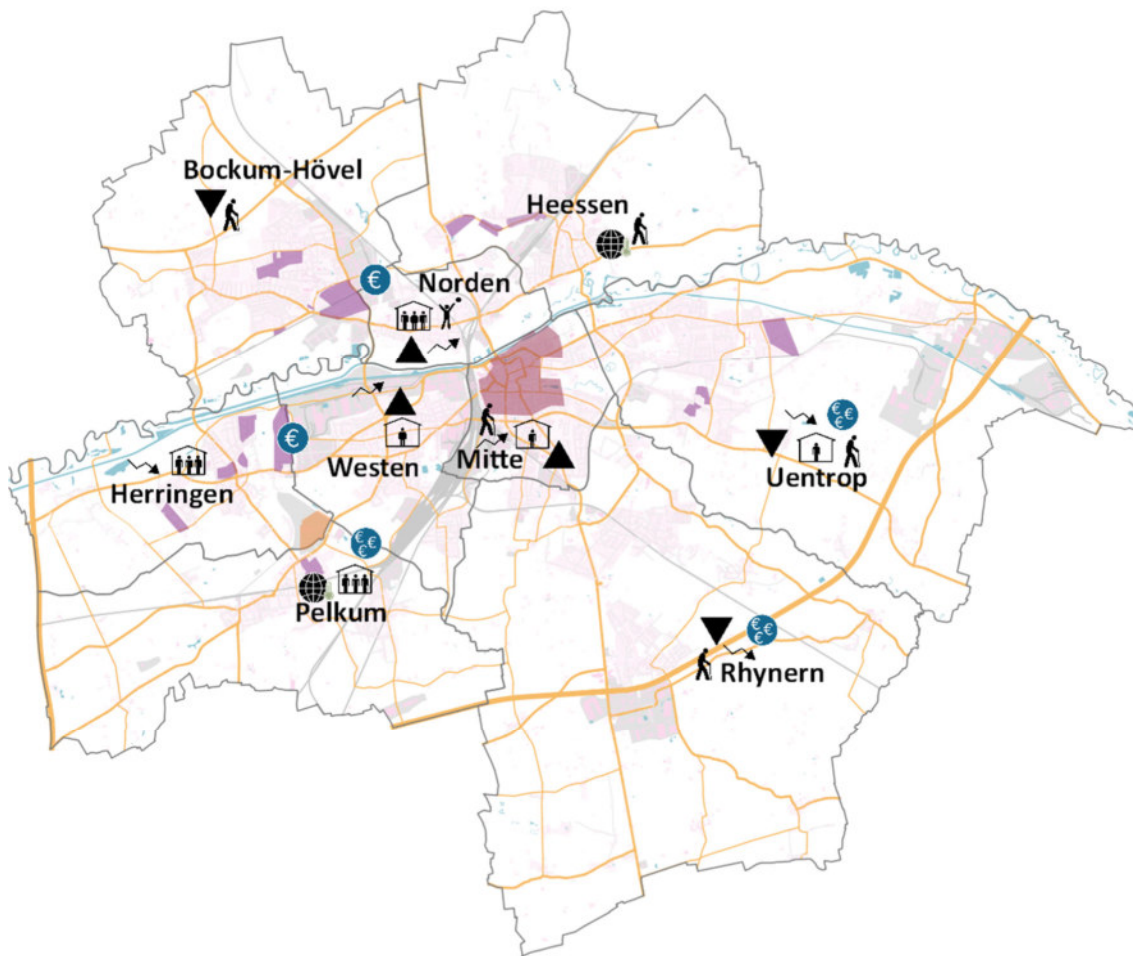 Bockum-Hövel
Heessen
Norden
€
€
Westen
Mitte
€€€
Uentrop
Herringen
€€€
Pelkum
€€€
Rhynern